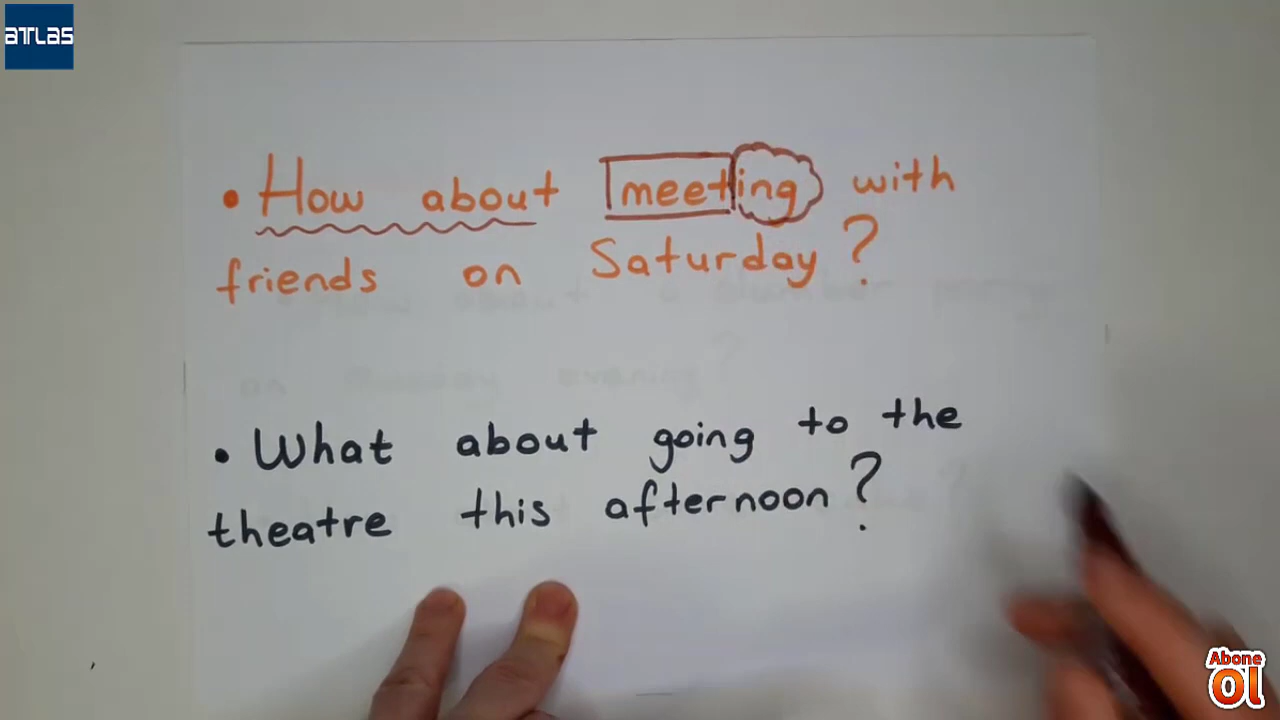 ATLAS
• How about meeting with
friends on Saturday?
• What about going to the
theatre this afternoon?
Abone
Ol